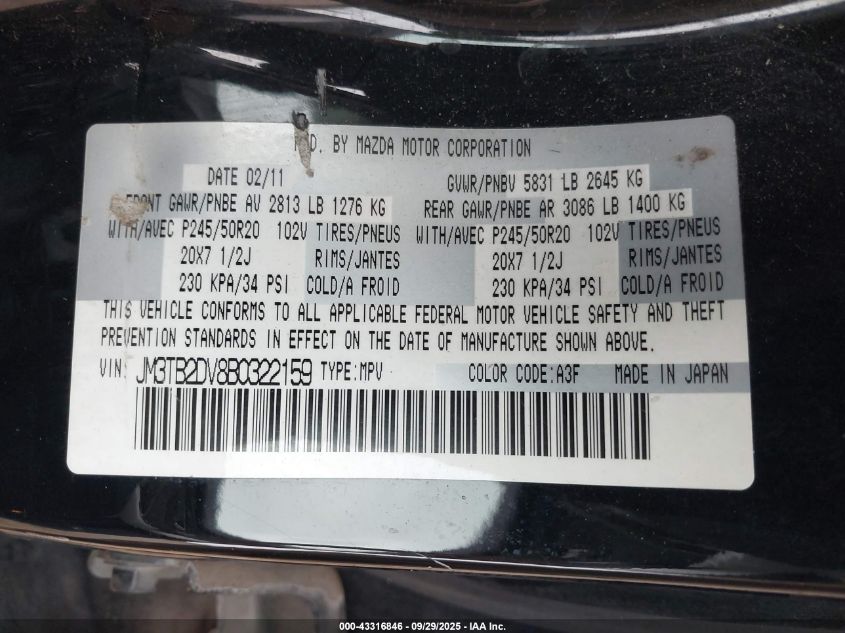 D. BY MAZDA MOTOR CORPORATION
DATE 02/11 GVWR/PNBV 5831 LB 2645 KG
FRONT GAWR/PNBE AV 2813 LB 1276 KG REAR GAWR/PNBE AR 3086 LB 1400 KG
WITH/AVEC P245/50R20 102V TIRES/PNEUS WITH/AVEC P245/50R20 102V TIRES/PNEUS
20X7 1/2J RIMS/JANTES 20X7 1/2J RIMS/JANTES
230 KPA/34 PSI COLD/A FROID 230 KPA/34 PSI COLD/A FROID
THIS VEHICLE CONFORMS TO ALL APPLICABLE FEDERAL MOTOR VEHICLE SAFETY AND THEFT
PREVENTION STANDARDS IN EFFECT ON THE DATE OF MANUFACTURE SHOWN ABOVE.
VIN: JM3TB2DV8B0322159 TYPE:MPV COLOR CODE:A3F MADE IN JAPAN
000-43316846 - 09/29/2025 - www.iaai.com